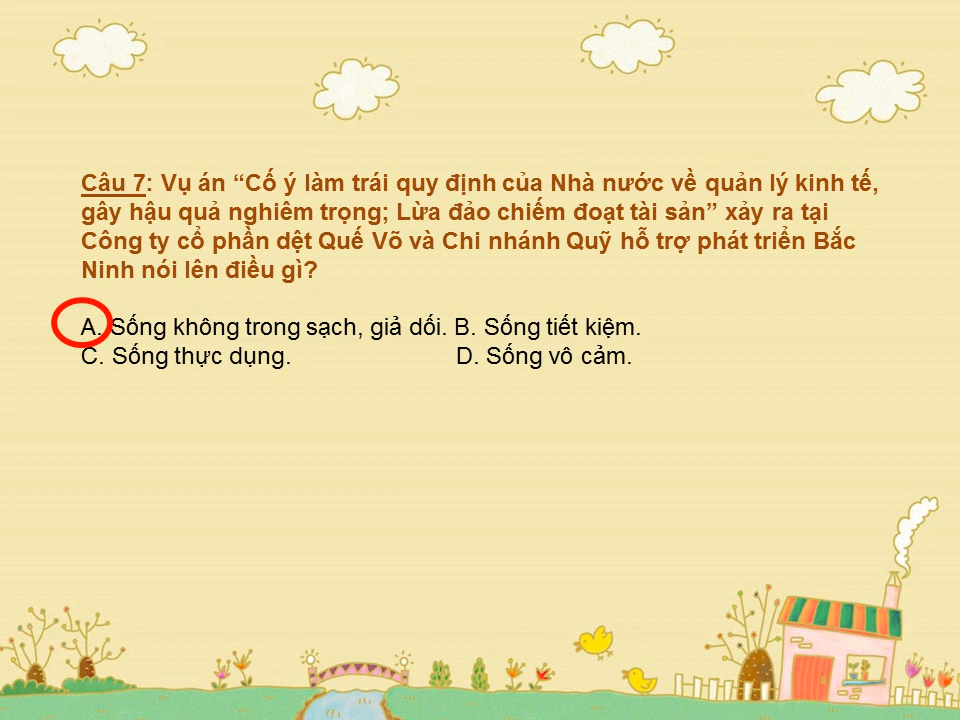 Câu 7: Vụ án “Cố ý làm trái quy định của Nhà nước về quản lý kinh tế,
gây hậu quả nghiêm trọng; Lừa đảo chiếm đoạt tài sản” xảy ra tại
Công ty cổ phần dệt Quế Võ và Chi nhánh Quỹ hỗ trợ phát triển Bắc
Ninh nói lên điều gì?
A. Sống không trong sạch, giả dối. B. Sống tiết kiệm.
C. Sống thực dụng. D. Sống vô cảm.